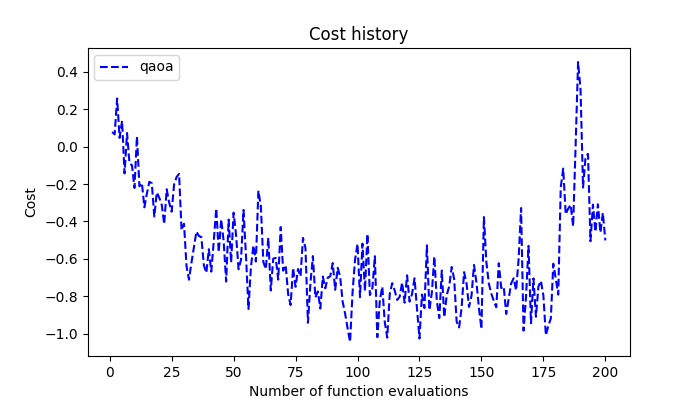 Cost history
qaoa
Cost
0.4
0.2
0.0
−0.2
−0.4
−0.6
−0.8
−1.0
0 25 50 75 100 125 150 175 200
Number of function evaluations